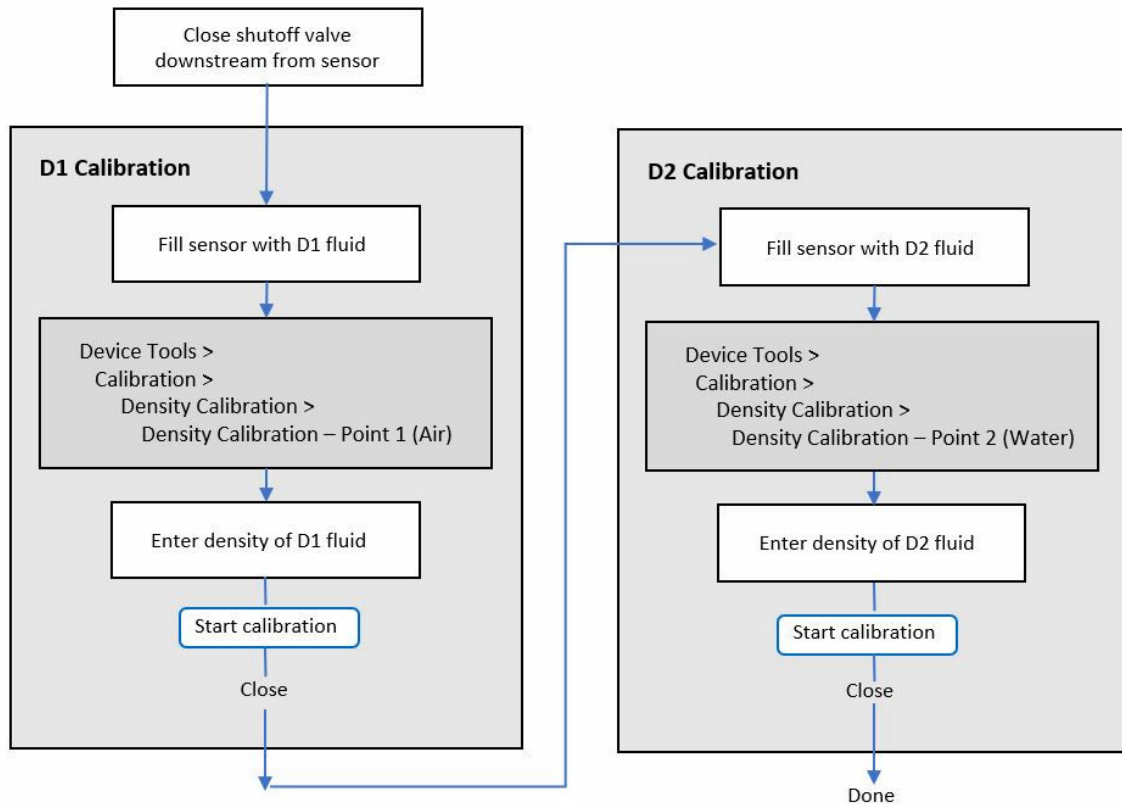 Close shutoff valve
downstream from sensor
D1 Calibration
Fill sensor with D1 fluid
Device Tools >
Calibration >
Density Calibration >
Density Calibration – Point 1 (Air)
Enter density of D1 fluid
Start calibration
Close
D2 Calibration
Fill sensor with D2 fluid
Device Tools >
Calibration >
Density Calibration >
Density Calibration – Point 2 (Water)
Enter density of D2 fluid
Start calibration
Close
Done